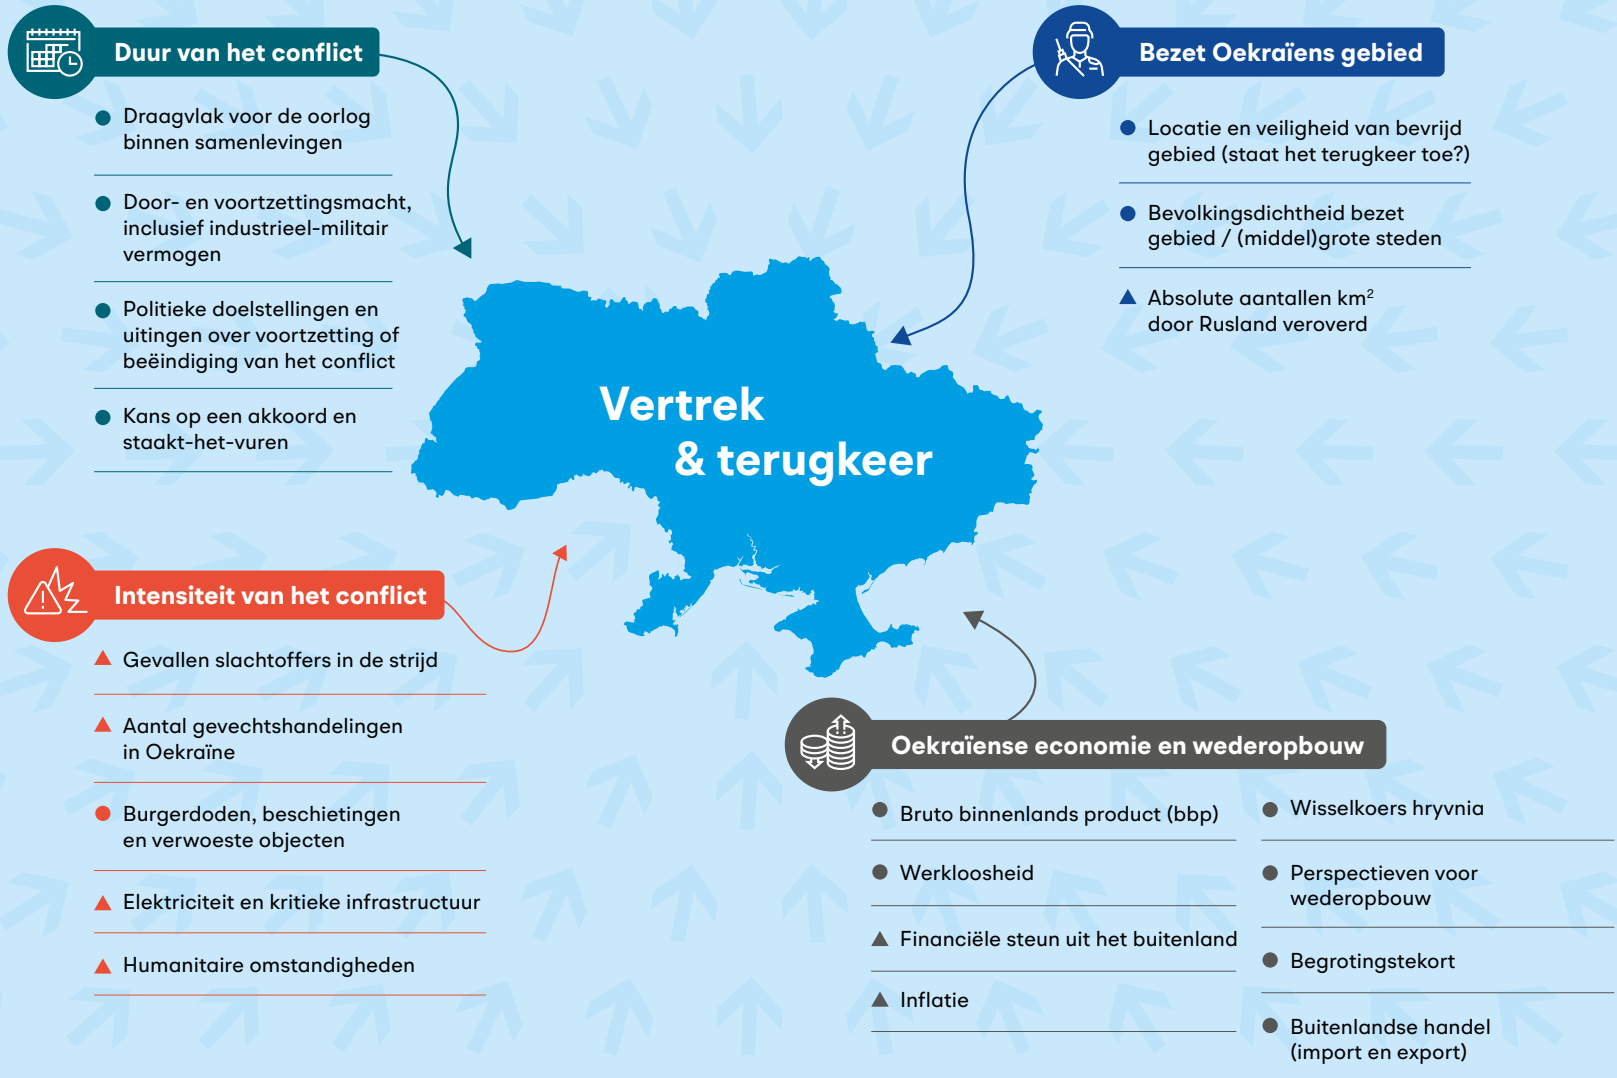 Duur van het conflict
Draagvlak voor de oorlog
binnen samenlevingen
Door- en voortzettingsmacht,
inclusief industrieel-militair
vermogen
Politieke doelstellingen en
uitingen over voortzetting of
beëindiging van het conflict
Kans op een akkoord en
staakt-het-vuren
Bezet Oekraïens gebied
Locatie en veiligheid van bevrijd
gebied (staat het terugkeer toe?)
Bevolkingsdichtheid bezet
gebied / (middel)grote steden
Absolute aantallen km²
door Rusland veroverd
Vertrek
& terugkeer
Intensiteit van het conflict
Gevallen slachtoffers in de strijd
Aantal gevechtshandelingen
in Oekraïne
Burgerdoden, beschietingen
en verwoeste objecten
Elektriciteit en kritieke infrastructuur
Humanitaire omstandigheden
Oekraïense economie en wederopbouw
Bruto binnenlands product (bbp)
Werkloosheid
Financiële steun uit het buitenland
Inflatie
Wisselkoers hryvnia
Perspectieven voor
wederopbouw
Begrotingstekort
Buitenlandse handel
(import en export)